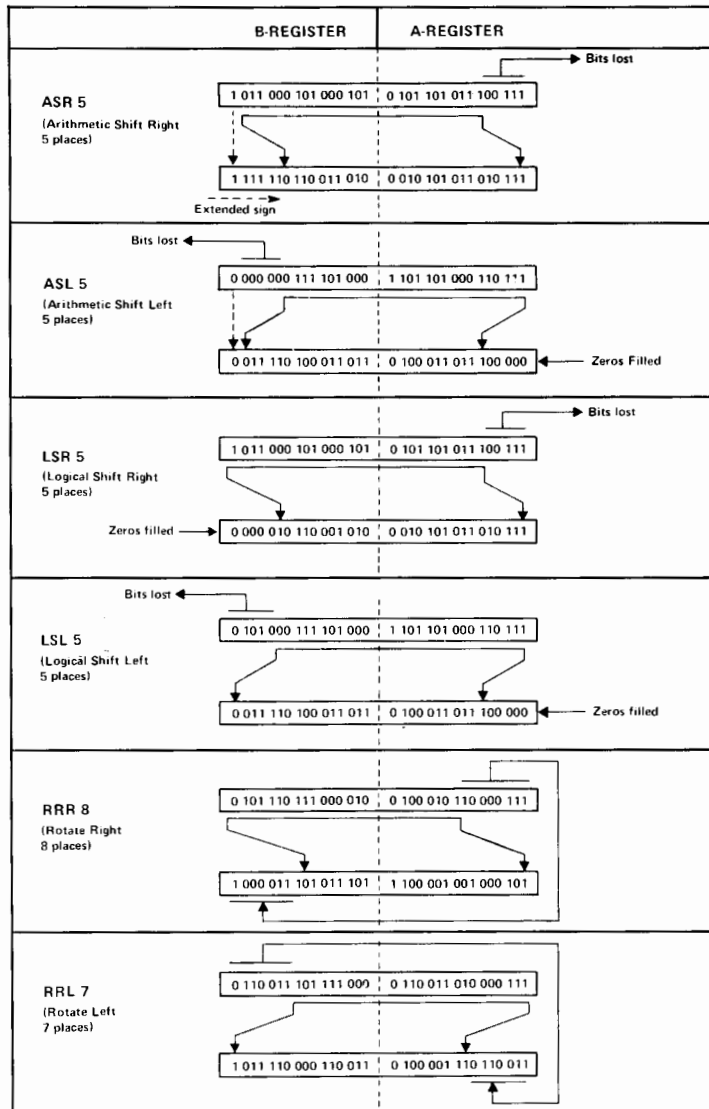 B-REGISTER A-REGISTER
Bits lost
ASR 5
(Arithmetic Shift Right
5 places)
1 011 000 101 000 101 0 101 101 011 100 111
1 111 110 110 011 010 0 010 101 011 010 111
Extended sign
Bits lost
ASL 5
(Arithmetic Shift Left
5 places)
0 000 000 111 101 000 1 101 101 000 110 111
0 011 110 100 011 011 0 100 011 011 100 000
Zeros Filled
Bits lost
LSR 5
(Logical Shift Right
5 places)
1 011 000 101 000 101 0 101 101 011 100 111
Zeros filled
0 000 010 110 001 010 0 010 101 011 010 111
Bits lost
LSL 5
(Logical Shift Left
5 places)
0 101 000 111 101 000 1 101 101 000 110 111
0 011 110 100 011 011 0 100 011 011 100 000
Zeros filled
RRR 8
(Rotate Right
8 places)
0 101 110 111 000 010 0 100 010 110 000 111
1 000 011 101 011 101 1 100 001 001 000 101
RRL 7
(Rotate Left
7 places)
0 110 011 101 111 000 0 110 011 010 000 111
1 011 110 000 110 011 0 100 001 110 110 011